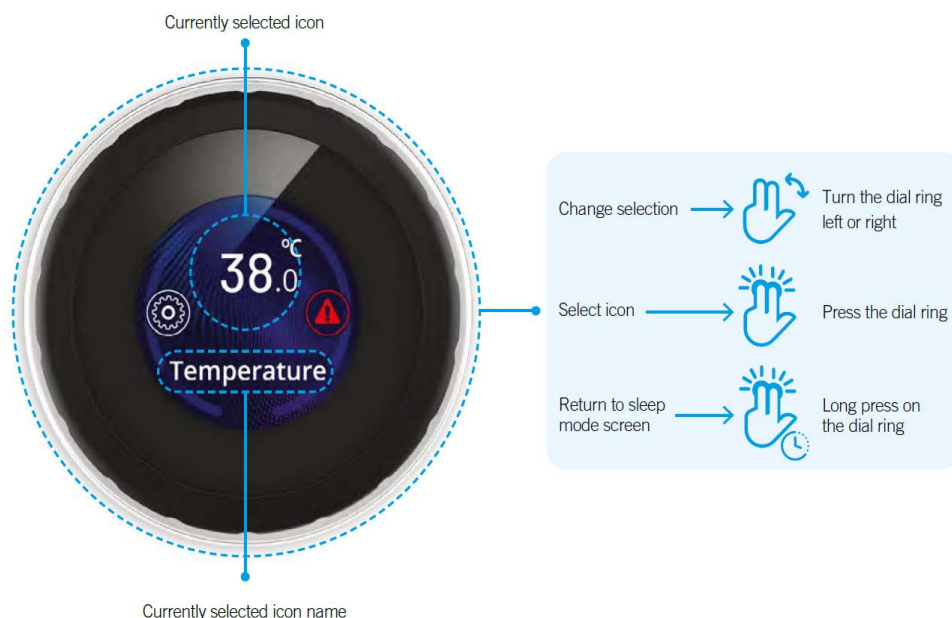 Currently selected icon
°C
38.0
Temperature
Change selection
Turn the dial ring
left or right
Select icon
Press the dial ring
Return to sleep
mode screen
Long press on
the dial ring
Currently selected icon name